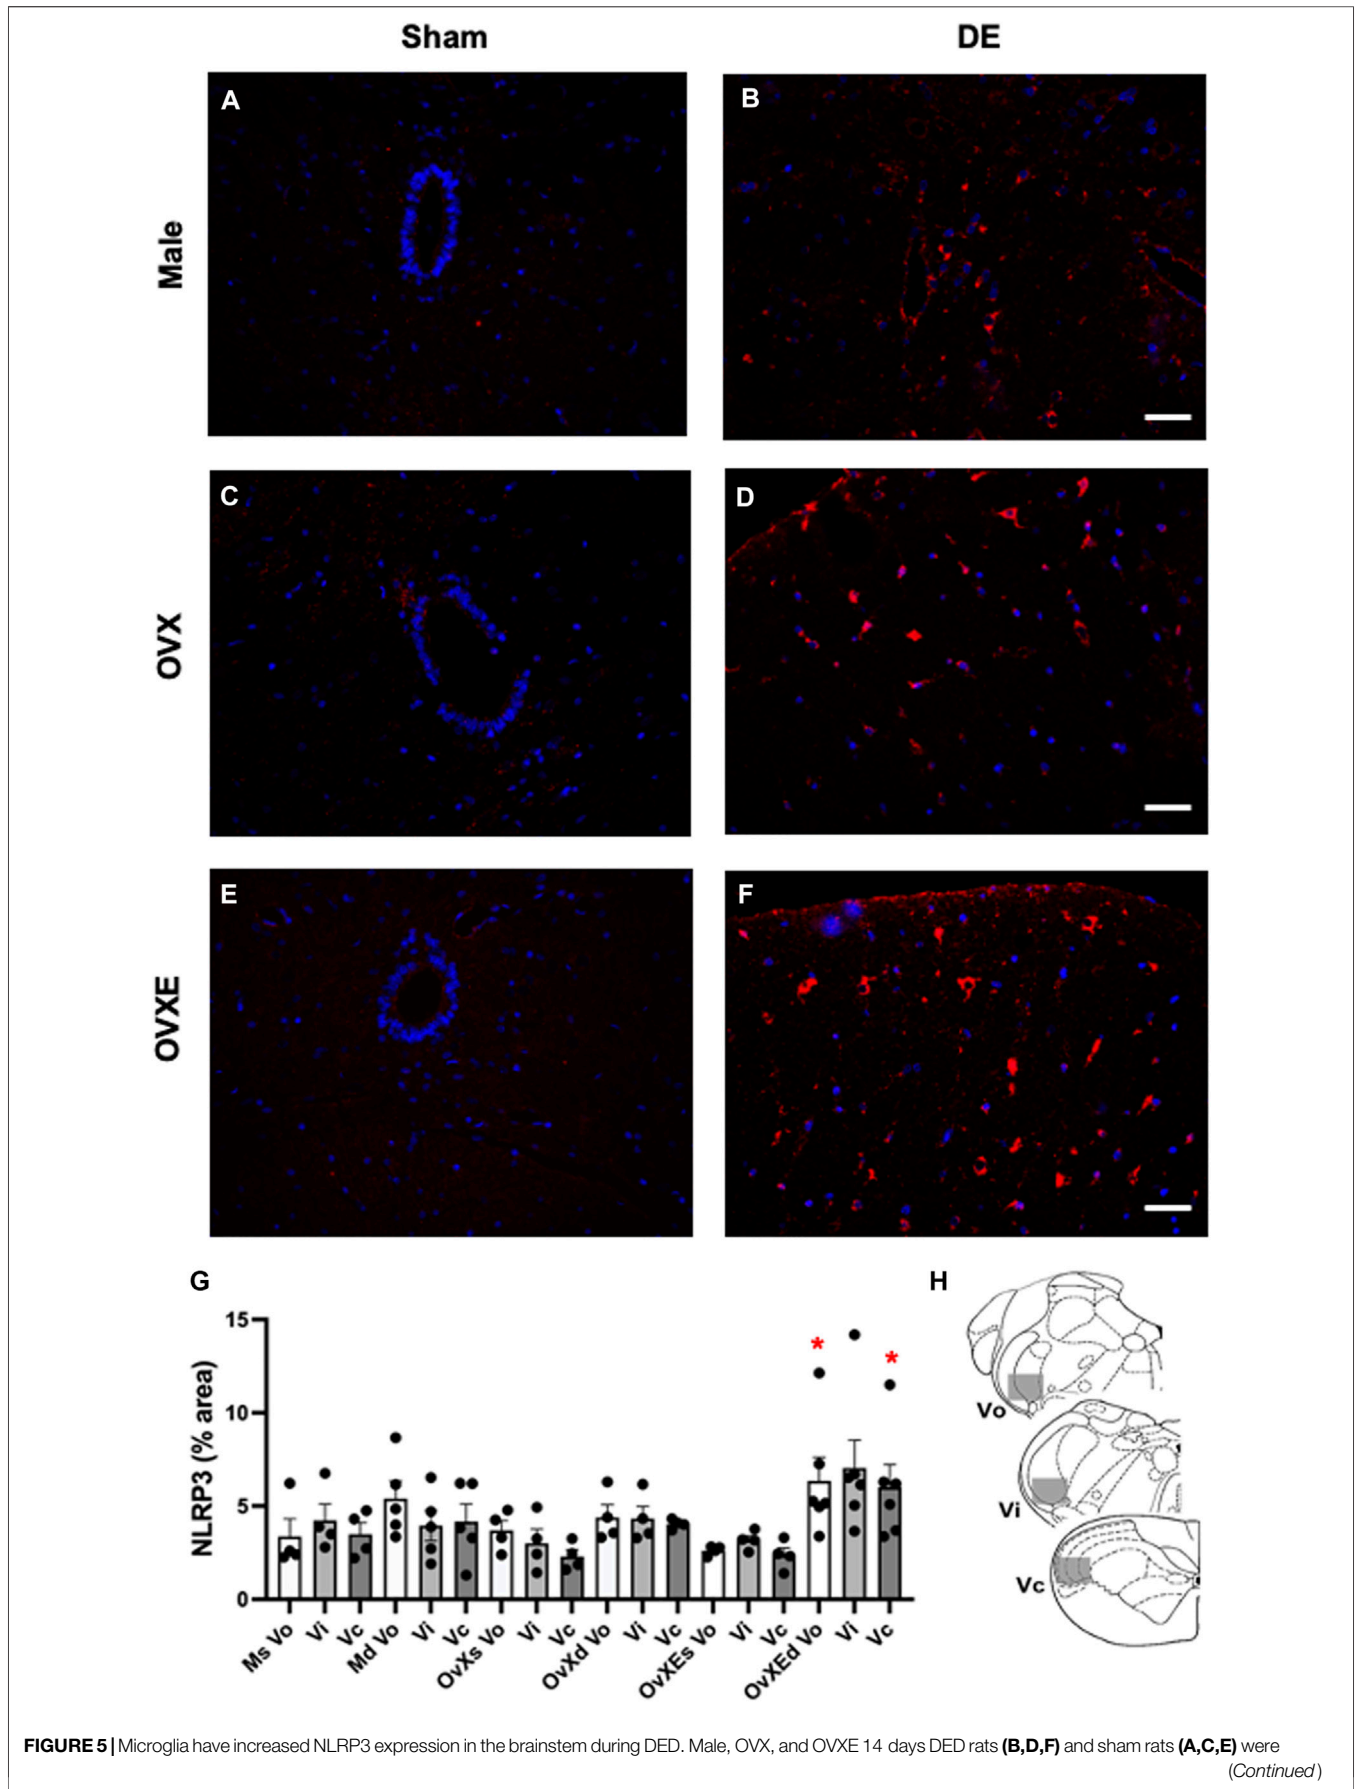 Sham DE
Male
A
B
OVX
C
D
OVXE
E
F
G
NLRP3 (% area)
15
10
5
0
Ms Vo Vi Vc Md Vo Vi Vc OvXs Vo Vi Vc OvXd Vo Vi Vc OvXEs Vo Vi Vc OvXEd Vo Vi Vc
* *
H
Vo
Vi
Vc
FIGURE 5 | Microglia have increased NLRP3 expression in the brainstem during DED. Male, OVX, and OVXE 14 days DED rats (B,D,F) and sham rats (A,C,E) were
(Continued)